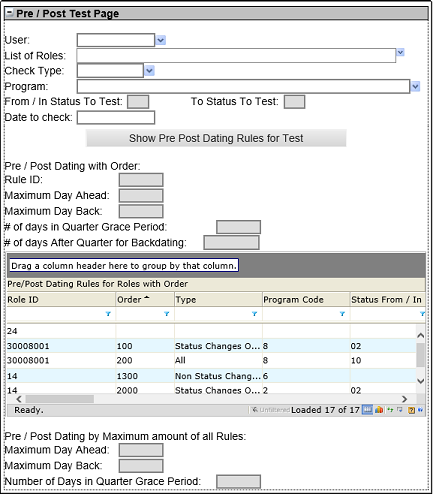 Pre / Post Test Page
User:
List of Roles:
Check Type:
Program:
From / In Status To Test: To Status To Test:
Date to check:
Show Pre Post Dating Rules for Test
Pre / Post Dating with Order:
Rule ID:
Maximum Day Ahead:
Maximum Day Back:
# of days in Quarter Grace Period:
# of days After Quarter for Backdating:
Drag a column header here to group by that column.
Pre/Post Dating Rules for Roles with Order
Role ID Order Type Program Code Status From / In
24
30008001 100 Status Changes O... 8 02
30008001 200 All 8 10
14 1300 Non Status Chang... 6
14 2000 Status Changes O... 2 02
Ready. Unfiltered Loaded 17 of 17
Pre / Post Dating by Maximum amount of all Rules:
Maximum Day Ahead:
Maximum Day Back:
Number of Days in Quarter Grace Period: